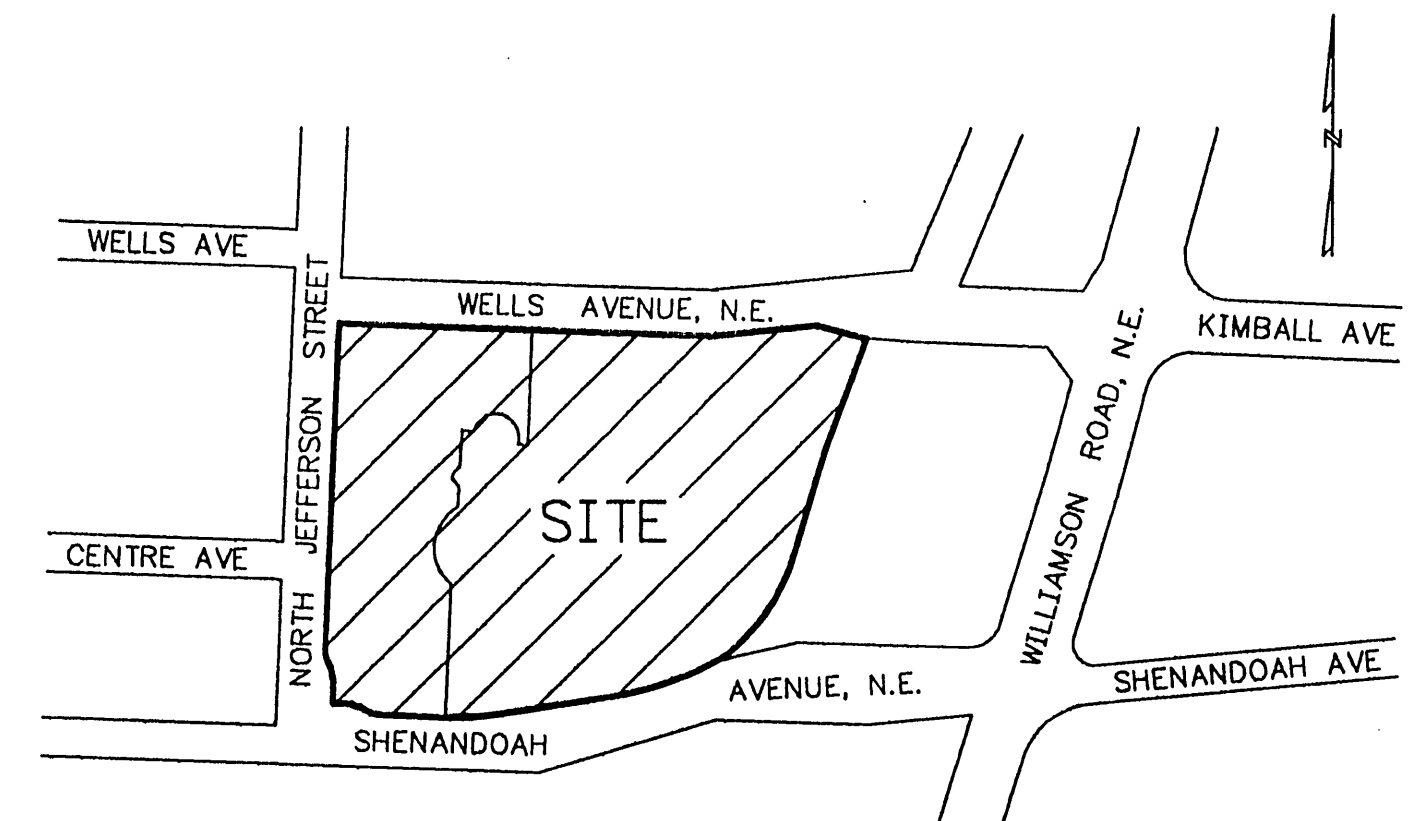 N
WELLS AVE
WELLS AVENUE, N.E.
KIMBALL AVE
NORTH JEFFERSON STREET
WILLIAMSON ROAD, N.E.
SITE
CENTRE AVE
SHENANDOAH AVENUE, N.E.
SHENANDOAH AVE